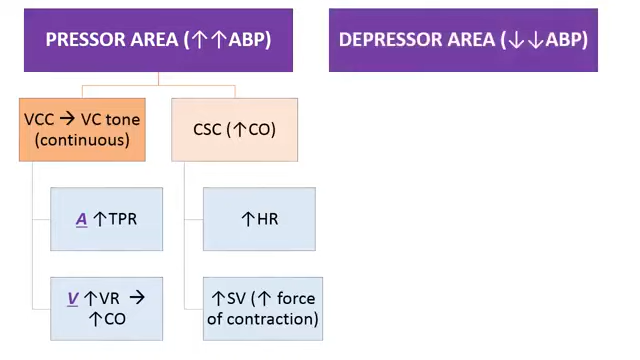 PRESSOR AREA (↑↑ABP)
DEPRESSOR AREA (↓↓ABP)
VCC → VC tone
(continuous)
CSC (↑CO)
A ↑TPR
↑HR
V ↑VR →
↑CO
↑SV (↑ force
of contraction)